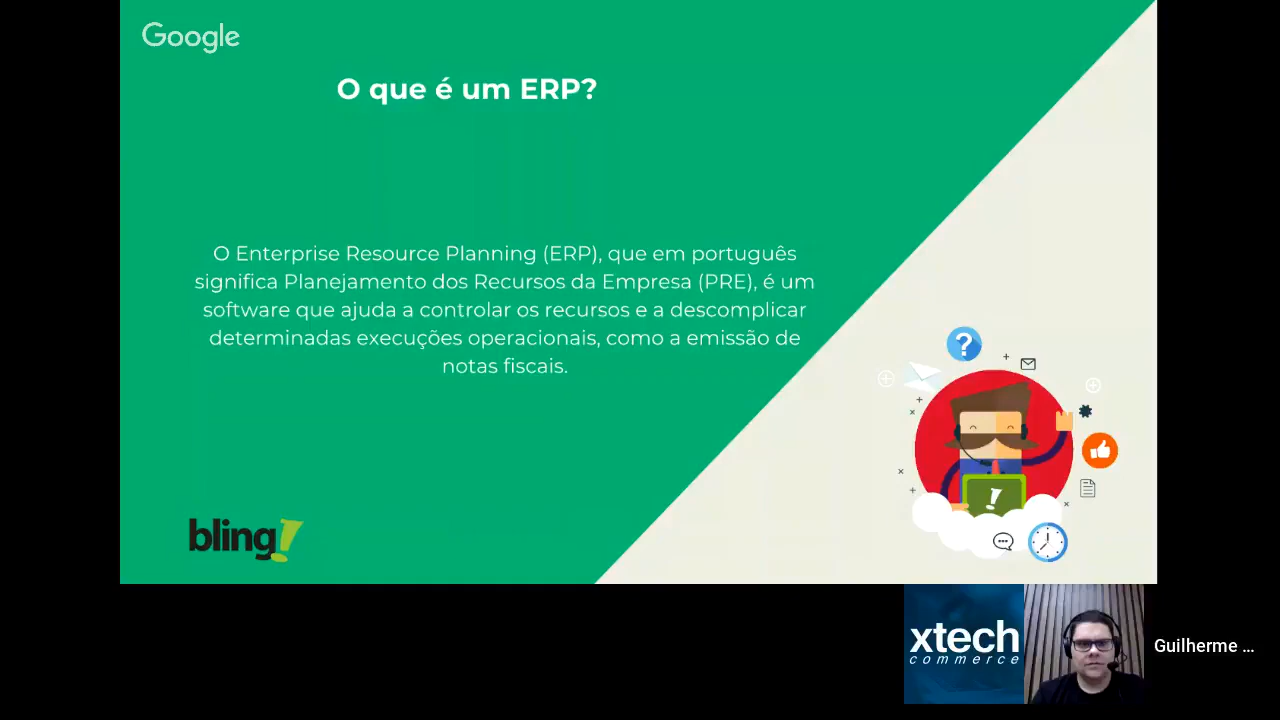 Google
O que é um ERP?
O Enterprise Resource Planning (ERP), que em português
significa Planejamento dos Recursos da Empresa (PRE), é um
software que ajuda a controlar os recursos e a descomplicar
determinadas execuções operacionais, como a emissão de
notas fiscais.
bling!
xtech
commerce
Guilherme ...